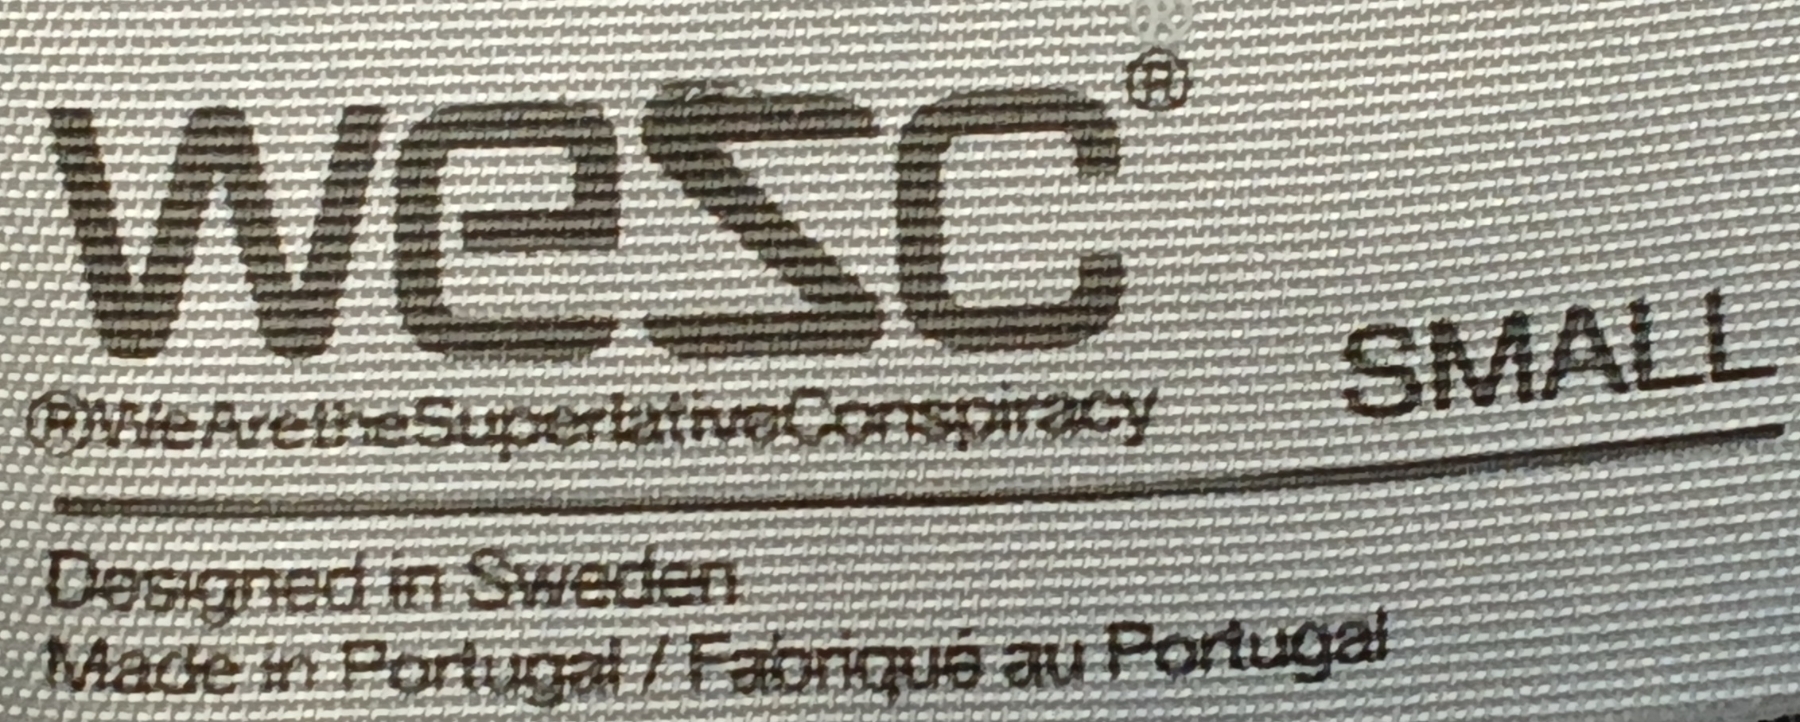 wesc®
®WeAretheSuperlativeConspiracy
SMALL
Designed in Sweden
Made in Portugal / Fabriqué au Portugal